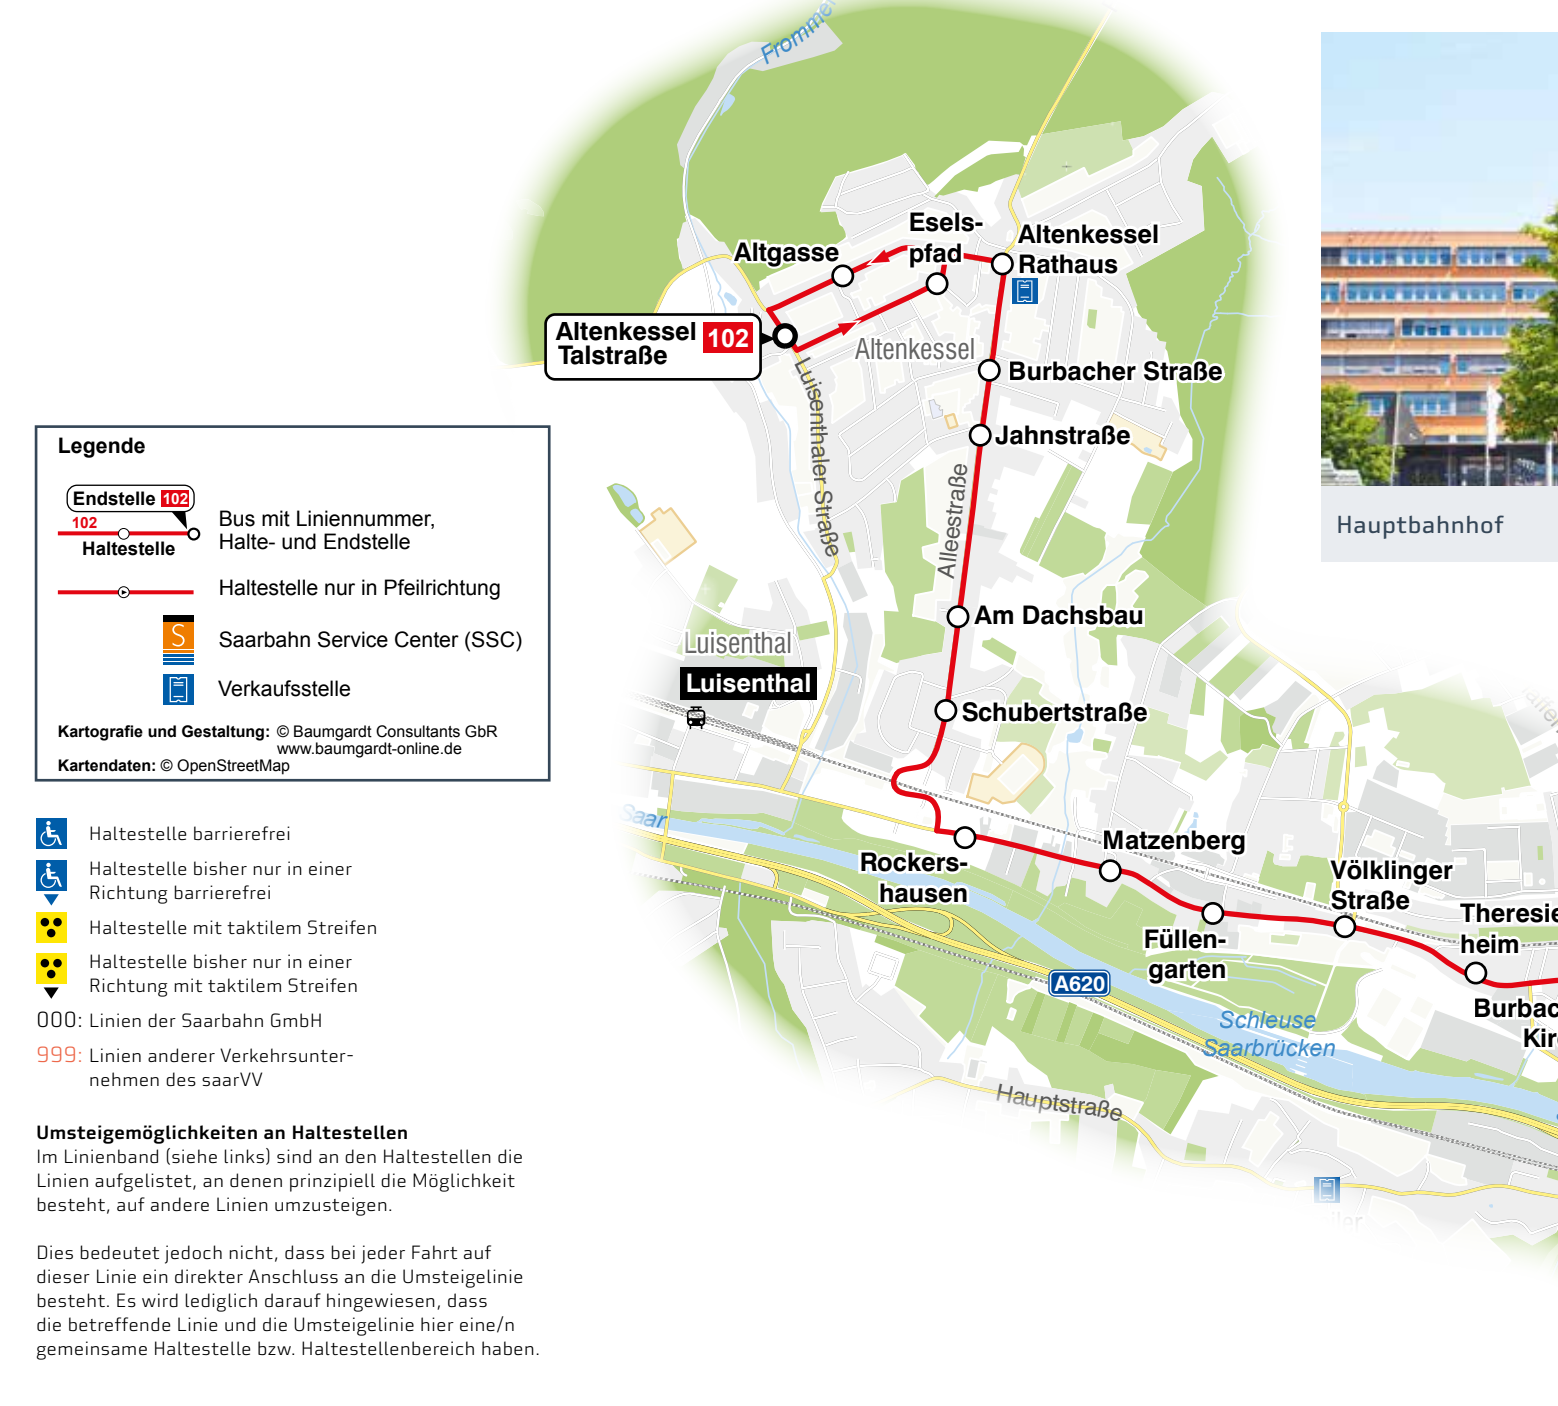 Frommer
Esels-
pfad
Altenkessel
Rathaus
Altgasse
Altenkessel
Talstraße
102
Altenkessel
Burbacher Straße
Luisenthaler Straße
Jahnstraße
Alleestraße
Hauptbahnhof
Am Dachsbau
Luisenthal
Luisenthal
Schubertstraße
Saar
Rockers-
hausen
Matzenberg
Völklinger
Straße
Füllen-
garten
Theresie
heim
A620
Burbac
Kir
Schleuse
Saarbrücken
Hauptstraße
Legende
Endstelle 102
102
Haltestelle
Bus mit Liniennummer,
Halte- und Endstelle
Haltestelle nur in Pfeilrichtung
S
Saarbahn Service Center (SSC)
Verkaufsstelle
Kartografie und Gestaltung: © Baumgardt Consultants GbR
www.baumgardt-online.de
Kartendaten: © OpenStreetMap
Haltestelle barrierefrei
Haltestelle bisher nur in einer
Richtung barrierefrei
Haltestelle mit taktilem Streifen
Haltestelle bisher nur in einer
Richtung mit taktilem Streifen
000: Linien der Saarbahn GmbH
999: Linien anderer Verkehrsunter-
nehmen des saarVV
Umsteigemöglichkeiten an Haltestellen
Im Linienband (siehe links) sind an den Haltestellen die
Linien aufgelistet, an denen prinzipiell die Möglichkeit
besteht, auf andere Linien umzusteigen.
Dies bedeutet jedoch nicht, dass bei jeder Fahrt auf
dieser Linie ein direkter Anschluss an die Umsteigelinie
besteht. Es wird lediglich darauf hingewiesen, dass
die betreffende Linie und die Umsteigelinie hier eine/n
gemeinsame Haltestelle bzw. Haltestellenbereich haben.